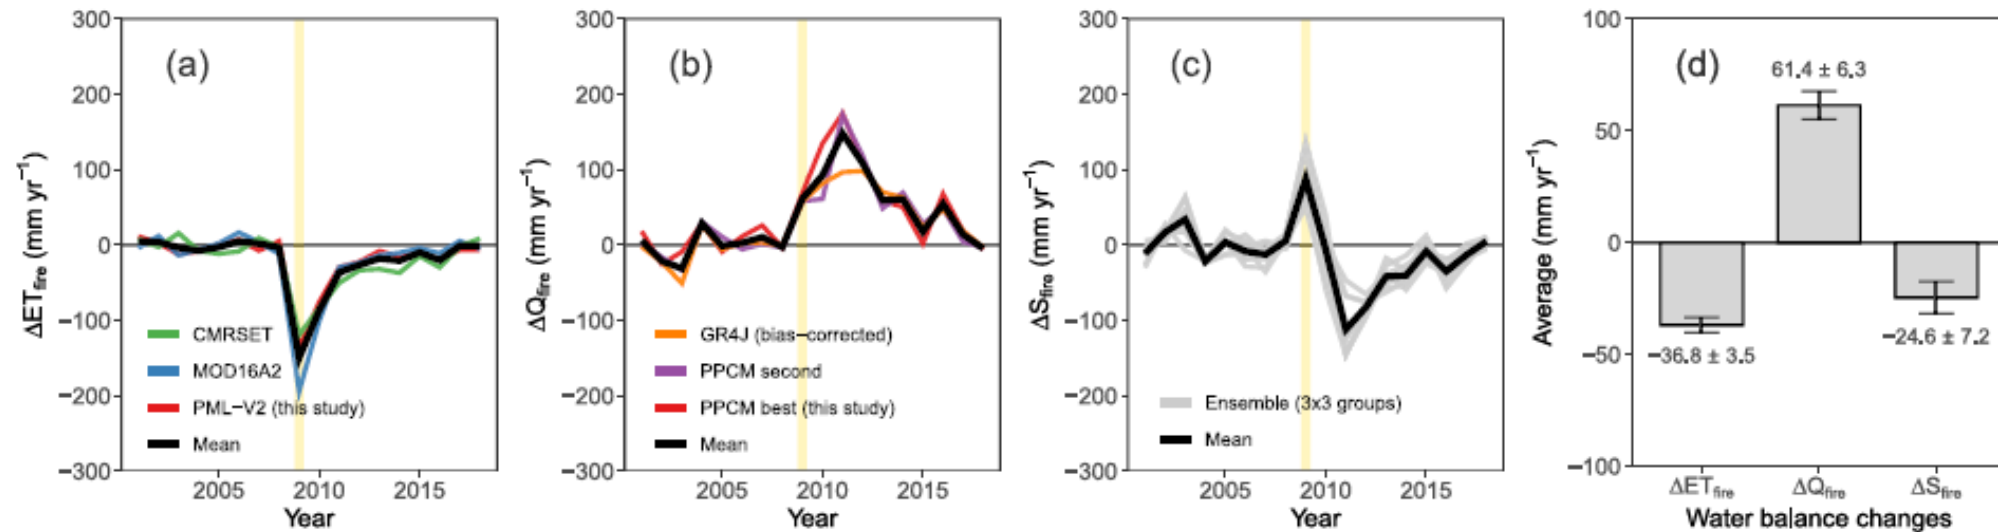 (a)
300
200
100
0
−100
−200
−300
ΔETfire (mm yr−1)
CMRSET
MOD16A2
PML−V2 (this study)
Mean
2005 2010 2015
Year
(b)
300
200
100
0
−100
−200
−300
ΔQfire (mm yr−1)
GR4J (bias−corrected)
PPCM second
PPCM best (this study)
Mean
2005 2010 2015
Year
(c)
300
200
100
0
−100
−200
−300
ΔSfire (mm yr−1)
Ensemble (3x3 groups)
Mean
2005 2010 2015
Year
(d)
100
50
0
−50
−100
Average (mm yr−1)
61.4 ± 6.3
−36.8 ± 3.5
−24.6 ± 7.2
ΔETfire ΔQfire ΔSfire
Water balance changes